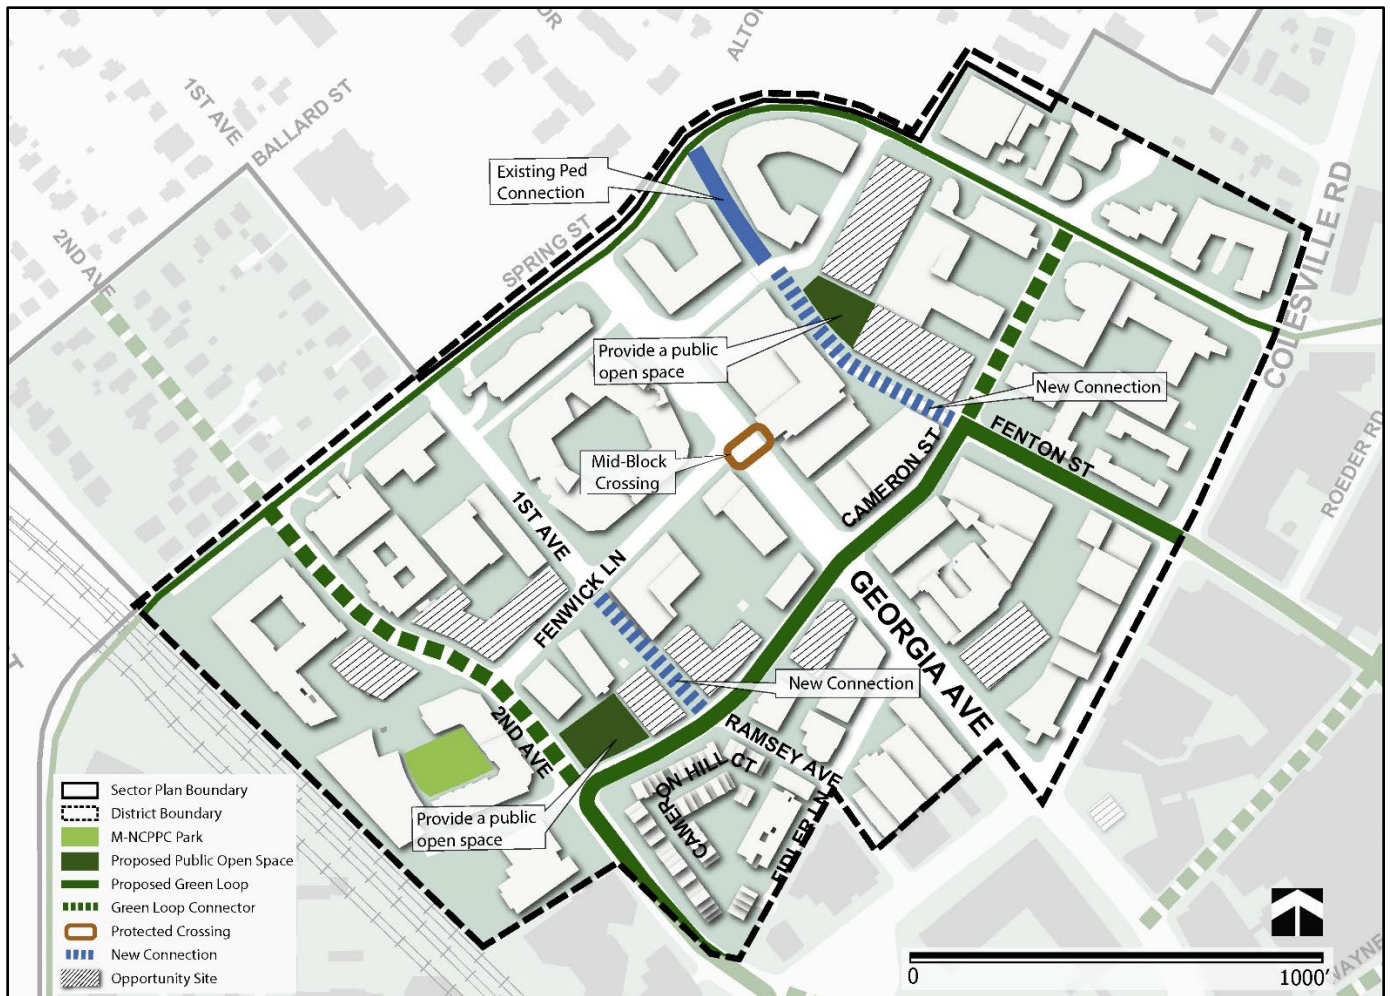 OR
ALTO
1ST AVE
BALLARD ST
Existing Ped
Connection
2ND AVE
SPRING ST
COLESVILLE RD
Provide a public
open space
New Connection
FENTON ST
ROEDER RD
Mid-Block
Crossing
CAMERON ST
1ST AVE
FENWICK LN
GEORGIA AVE
T
New Connection
2ND AVE
RAMSEY AVE
CAMERON HILL CT
FIDLER LN
Provide a public
open space
Sector Plan Boundary
District Boundary
M-NCPPC Park
Proposed Public Open Space
Proposed Green Loop
Green Loop Connector
Protected Crossing
New Connection
Opportunity Site
0
1000'
WAYNE